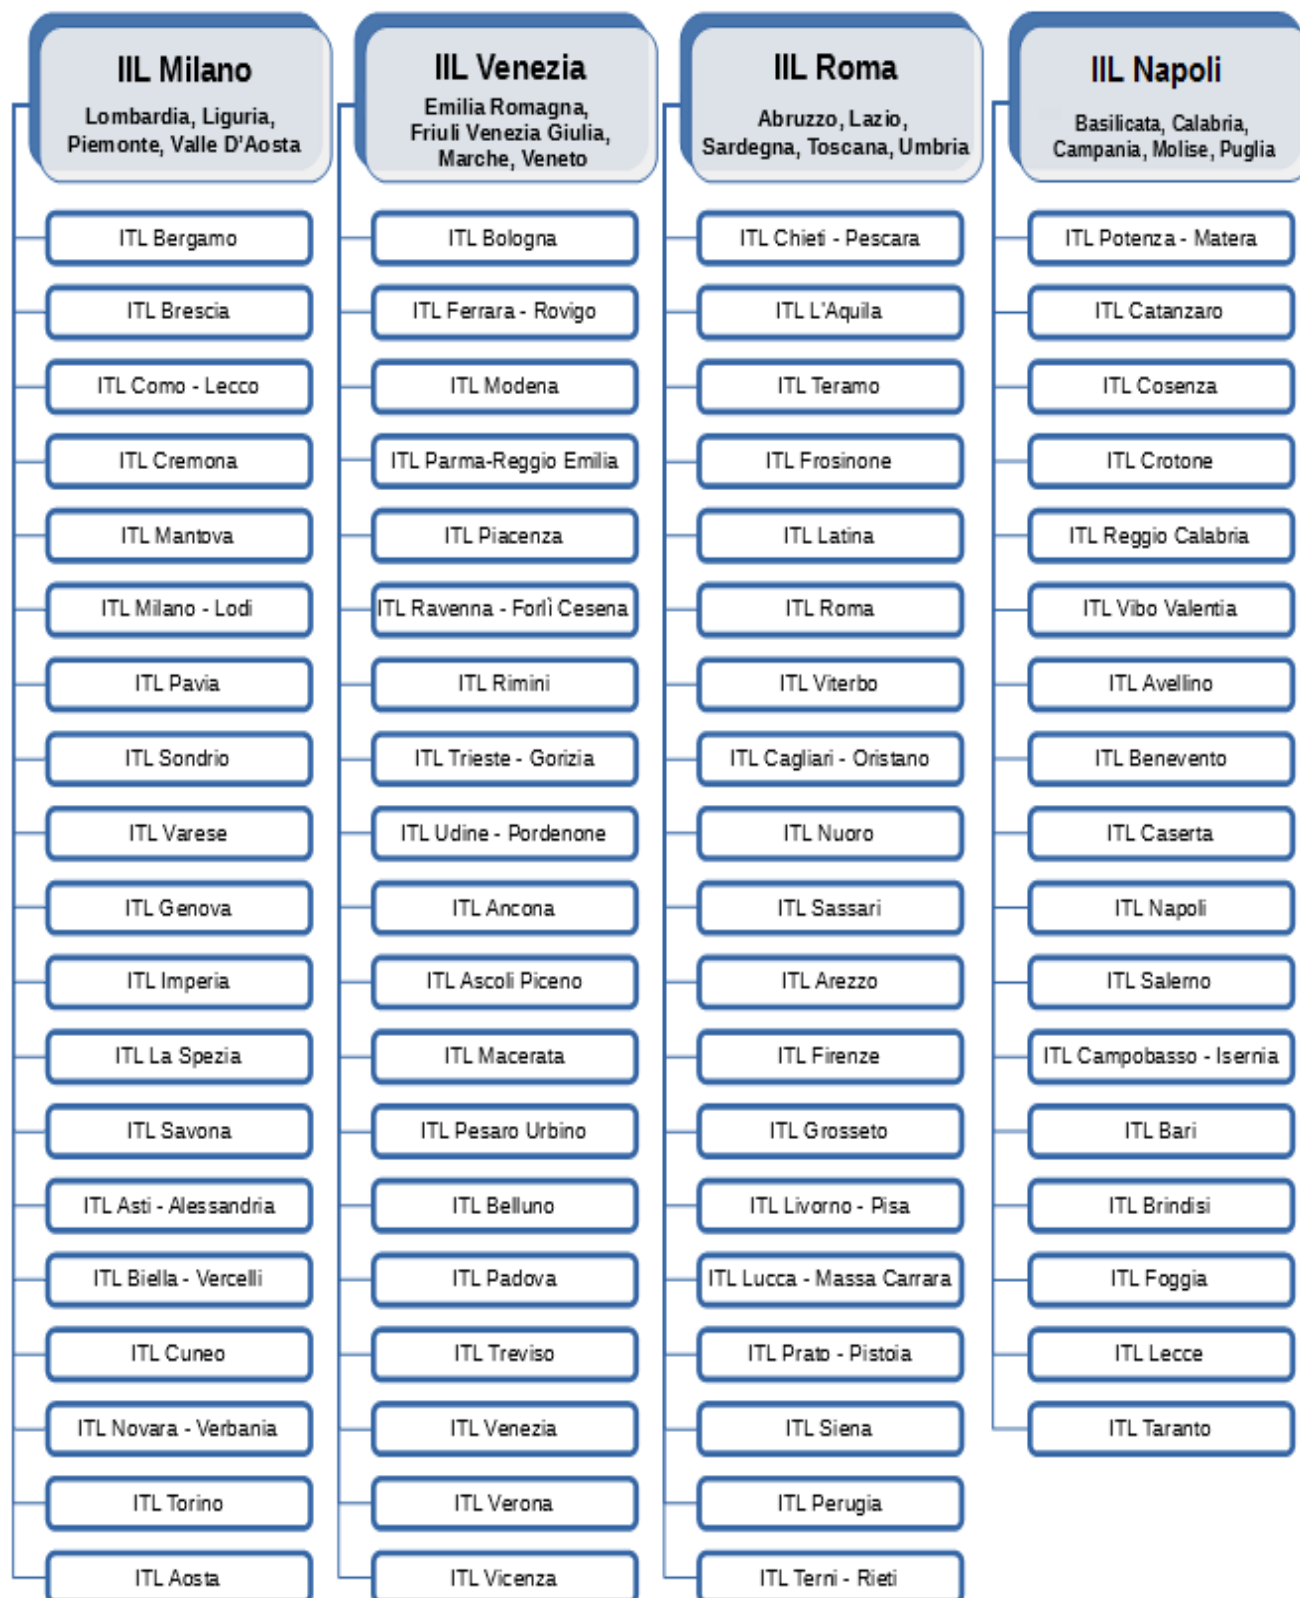 IIL Milano
Lombardia, Liguria,
Piemonte, Valle D'Aosta
ITL Bergamo
ITL Brescia
ITL Como - Lecco
ITL Cremona
ITL Mantova
ITL Milano - Lodi
ITL Pavia
ITL Sondrio
ITL Varese
ITL Genova
ITL Imperia
ITL La Spezia
ITL Savona
ITL Asti - Alessandria
ITL Biella - Vercelli
ITL Cuneo
ITL Novara - Verbania
ITL Torino
ITL Aosta
IIL Venezia
Emilia Romagna,
Friuli Venezia Giulia,
Marche, Veneto
ITL Bologna
ITL Ferrara - Rovigo
ITL Modena
ITL Parma-Reggio Emilia
ITL Piacenza
ITL Ravenna - Forlì Cesena
ITL Rimini
ITL Trieste - Gorizia
ITL Udine - Pordenone
ITL Ancona
ITL Ascoli Piceno
ITL Macerata
ITL Pesaro Urbino
ITL Belluno
ITL Padova
ITL Treviso
ITL Venezia
ITL Verona
ITL Vicenza
IIL Roma
Abruzzo, Lazio,
Sardegna, Toscana, Umbria
ITL Chieti - Pescara
ITL L'Aquila
ITL Teramo
ITL Frosinone
ITL Latina
ITL Roma
ITL Viterbo
ITL Cagliari - Oristano
ITL Nuoro
ITL Sassari
ITL Arezzo
ITL Firenze
ITL Grosseto
ITL Livorno - Pisa
ITL Lucca - Massa Carrara
ITL Prato - Pistoia
ITL Siena
ITL Perugia
ITL Terni - Rieti
IIL Napoli
Basilicata, Calabria,
Campania, Molise, Puglia
ITL Potenza - Matera
ITL Catanzaro
ITL Cosenza
ITL Crotone
ITL Reggio Calabria
ITL Vibo Valentia
ITL Avellino
ITL Benevento
ITL Caserta
ITL Napoli
ITL Salerno
ITL Campobasso - Isernia
ITL Bari
ITL Brindisi
ITL Foggia
ITL Lecce
ITL Taranto